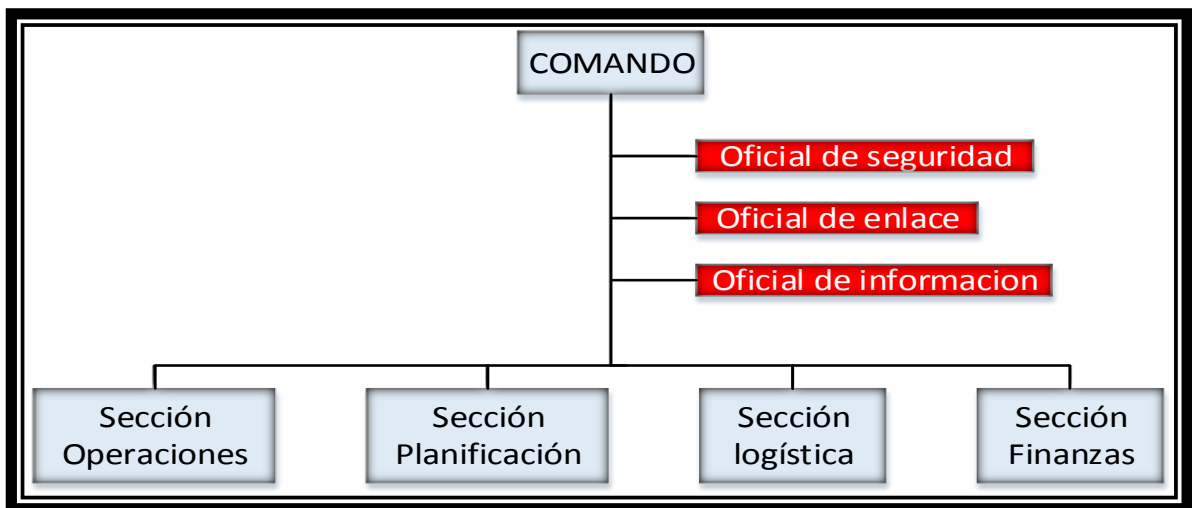 COMANDO
Oficial de seguridad
Oficial de enlace
Oficial de informacion
Sección
Operaciones
Sección
Planificación
Sección
logística
Sección
Finanzas